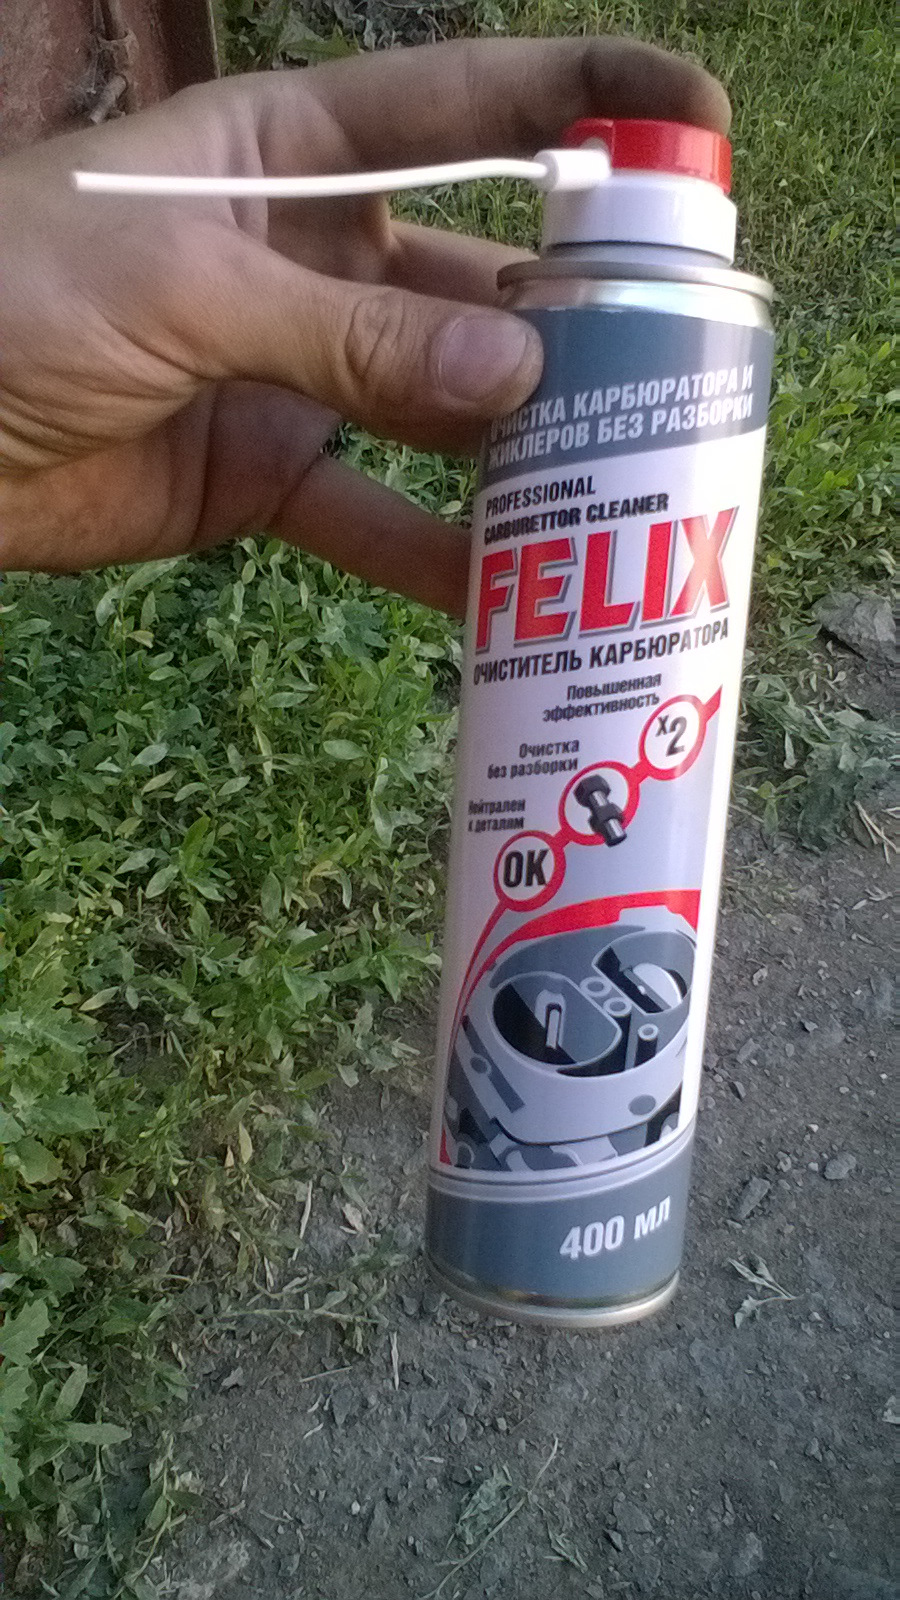 ОЧИСТКА КАРБЮРАТОРА И
ЖИКЛЕРОВ БЕЗ РАЗБОРКИ
PROFESSIONAL
CARBURETTOR CLEANER
FELIX
ОЧИСТИТЕЛЬ КАРБЮРАТОРА
Повышенная
эффективность
x2
Очистка
без разборки
Нейтрален
к деталям
OK
400 мл